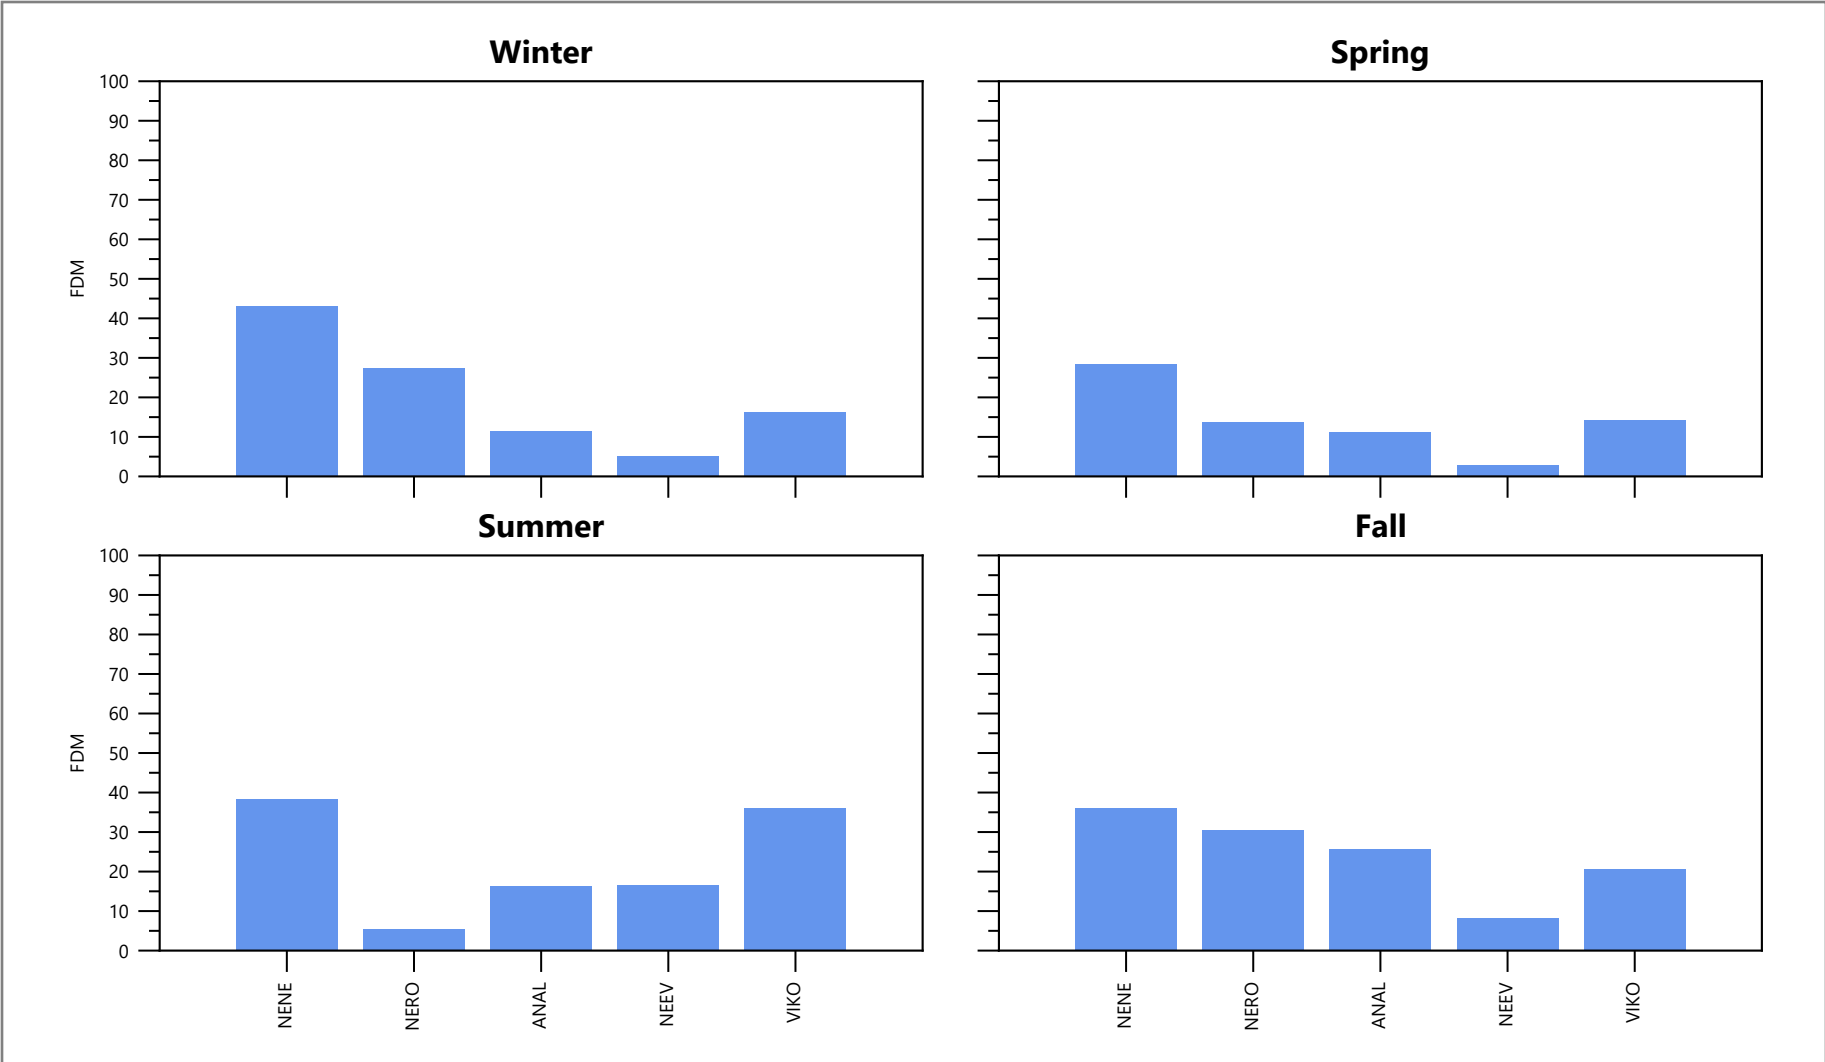 Winter
Spring
100
90
80
70
60
50
40
30
20
10
0
FDM
Summer
Fall
100
90
80
70
60
50
40
30
20
10
0
FDM
NENE
NERO
ANAL
NEEV
VIKO
NENE
NERO
ANAL
NEEV
VIKO